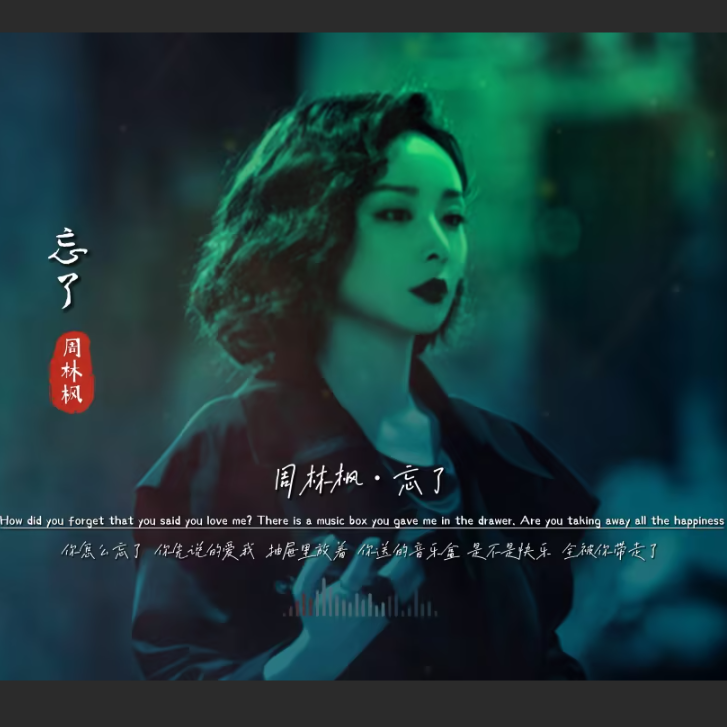 忘了
周林枫
周林枫·忘了
How did you forget that you said you love me? There is a music box you gave me in the drawer. Are you taking away all the happiness
你怎么忘了 你先说的爱我 抽屉里放着 你送的音乐盒 是不是快乐 全被你带走了